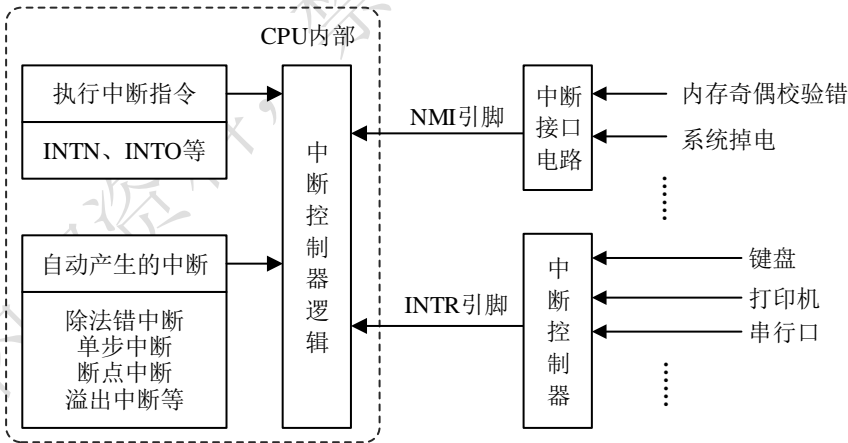 CPU内部
执行中断指令
INTN、INTO等
自动产生的中断
除法错中断
单步中断
断点中断
溢出中断等
中断控制器逻辑
NMI引脚
INTR引脚
中断接口电路
内存奇偶校验错
系统掉电
中断控制器
键盘
打印机
串行口